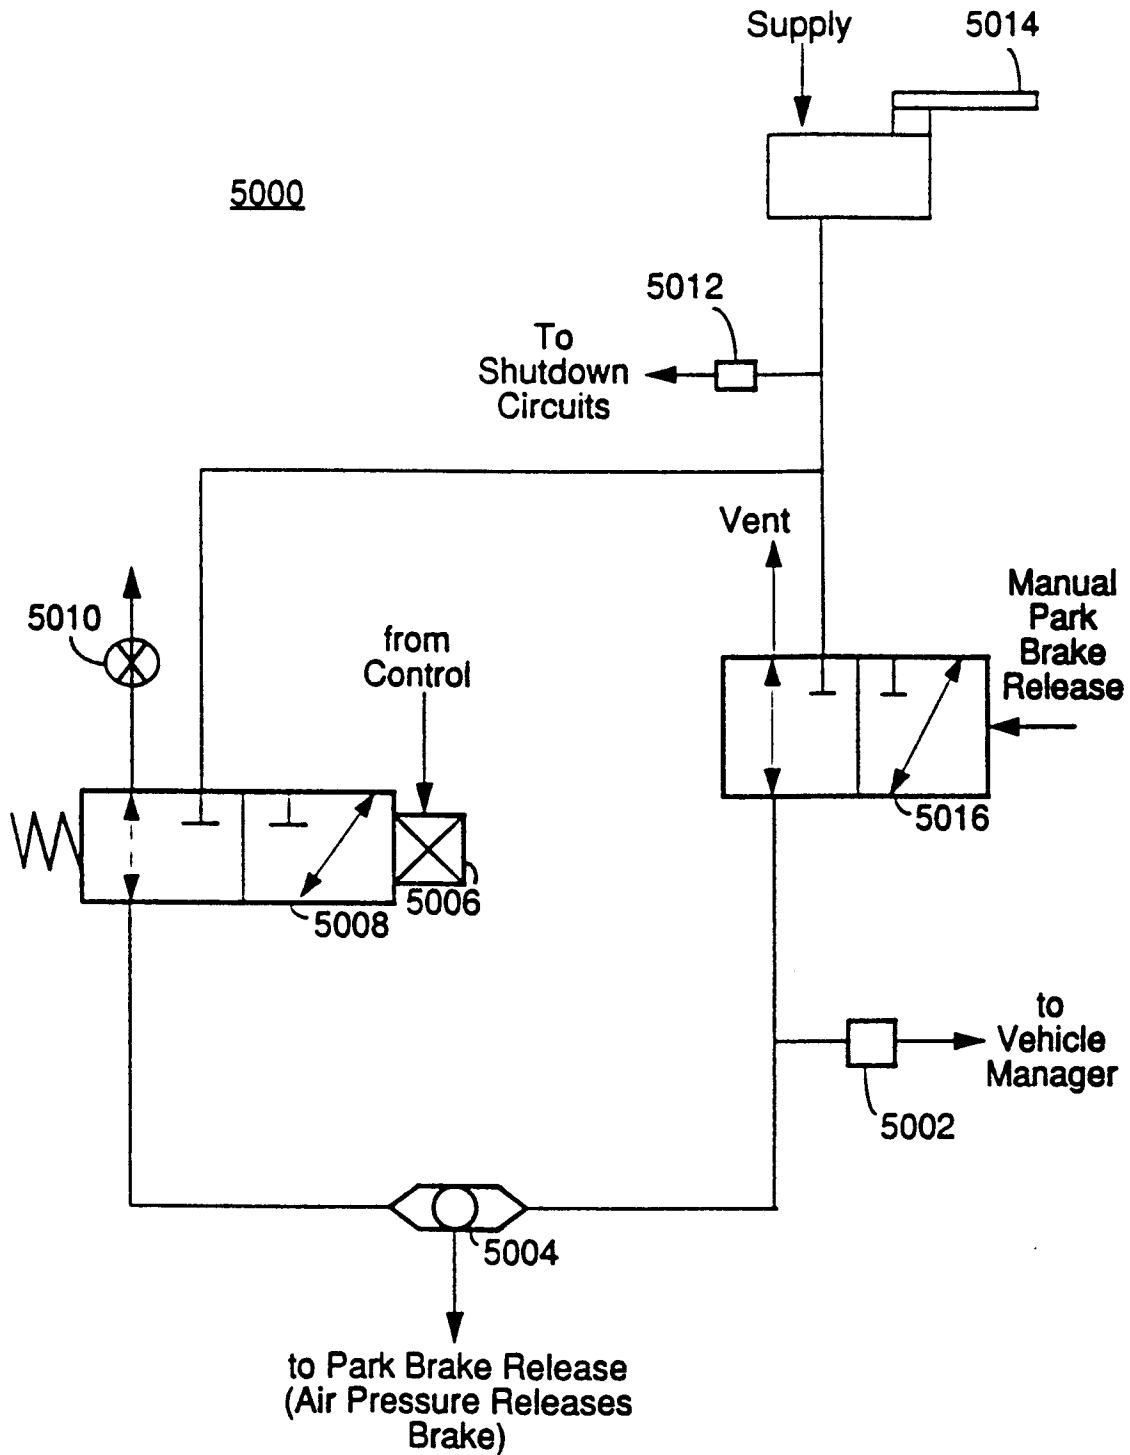 Supply
5014
5000
5012
To
Shutdown
Circuits
Vent
Manual
Park
Brake
Release
5010
from
Control
5016
5006
5008
to
Vehicle
Manager
5002
5004
to Park Brake Release
(Air Pressure Releases
Brake)